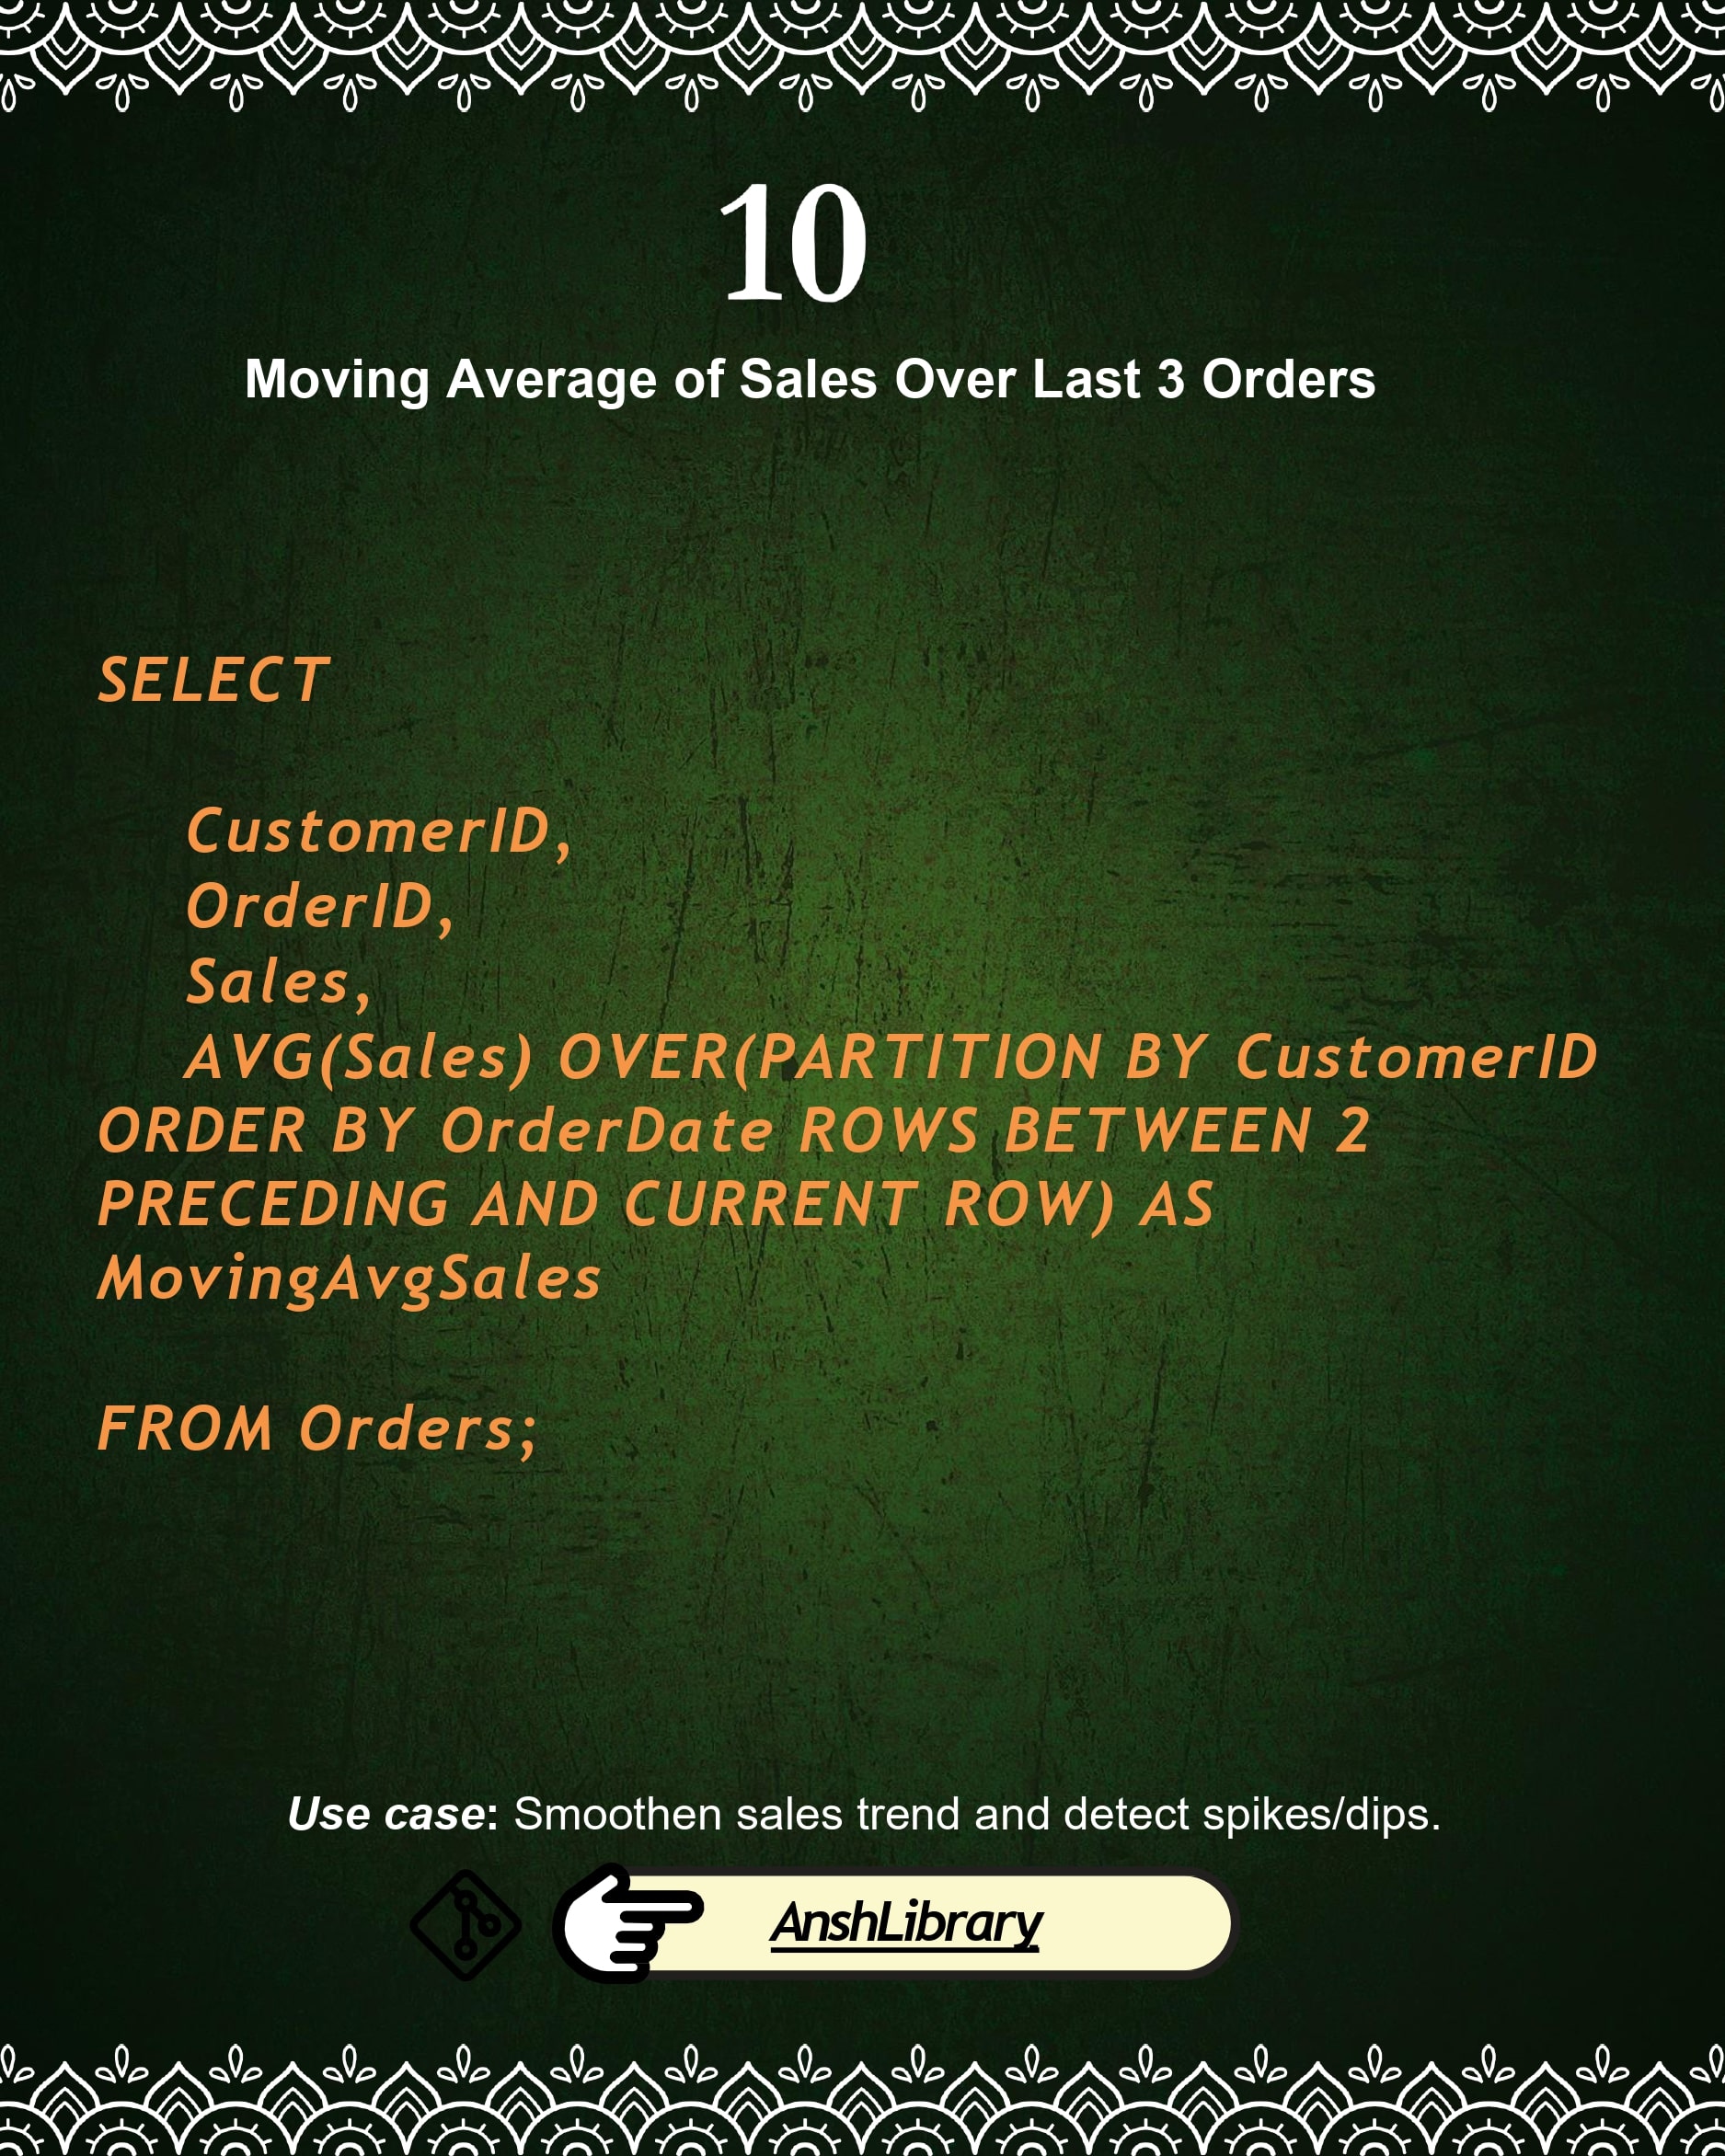 10
Moving Average of Sales Over Last 3 Orders
SELECT
CustomerID,
OrderID,
Sales,
AVG(Sales) OVER(PARTITION BY CustomerID
ORDER BY OrderDate ROWS BETWEEN 2
PRECEDING AND CURRENT ROW) AS
MovingAvgSales
FROM Orders;
Use case: Smoothen sales trend and detect spikes/dips.
AnshLibrary